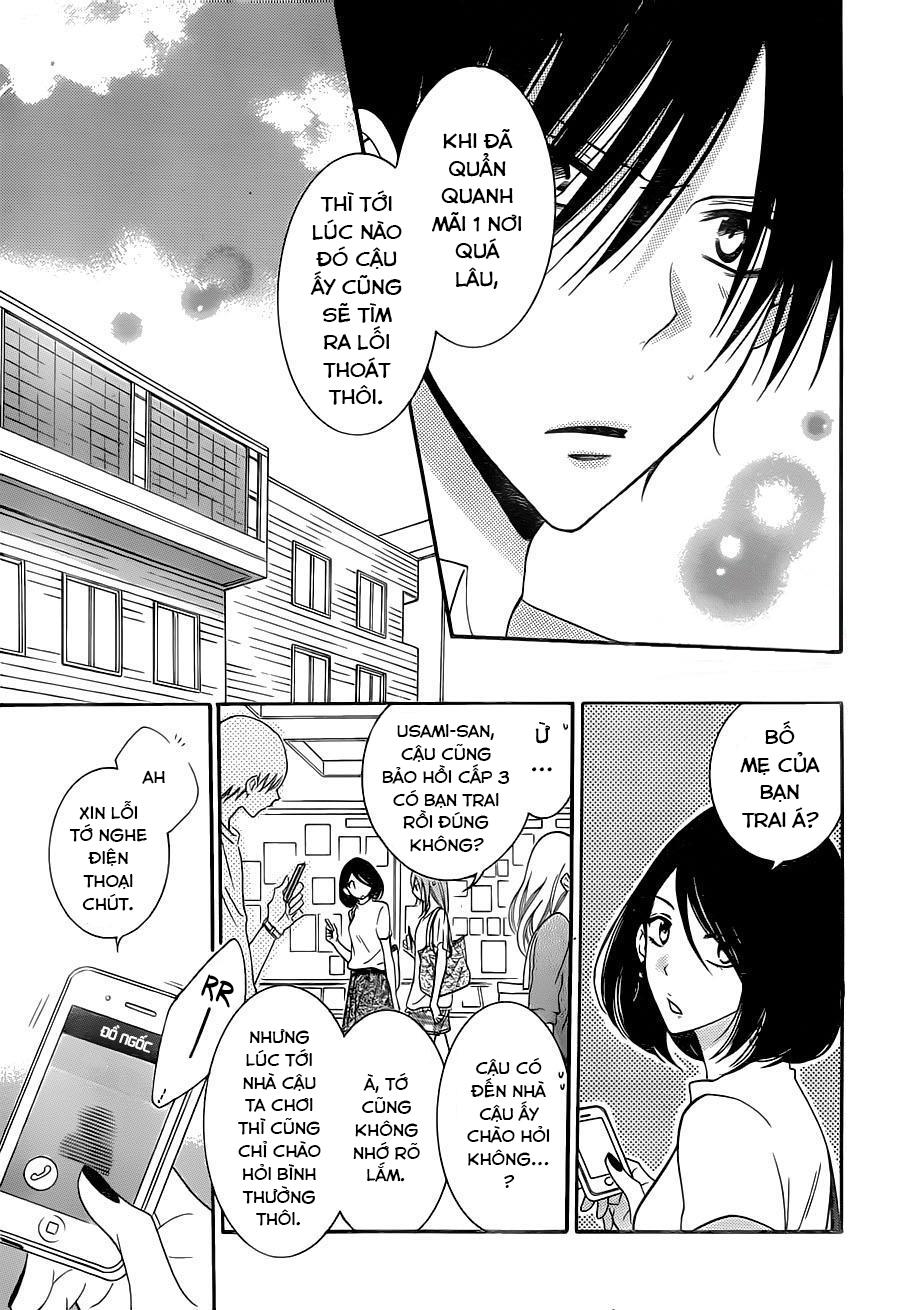 KHI ĐÃ
QUẨN
QUANH
MÃI 1 NƠI
QUÁ
LÂU,
THÌ TỚI
LÚC NÀO
ĐÓ CẬU
ẤY CŨNG
SẼ TÌM
RA LỐI
THOÁT
THÔI.
BỐ
MẸ CỦA
BẠN
TRAI Á?
Ừ
...
USAMI-SAN,
CẬU CŨNG
BẢO HỒI CẤP 3
CÓ BẠN TRAI
RỒI ĐÚNG
KHÔNG?
CẬU CÓ
ĐẾN NHÀ
CẬU ẤY
CHÀO HỎI
KHÔNG...
?
À, TỚ
CŨNG
KHÔNG
NHỚ RÕ
LẮM.
NHƯNG
LÚC TỚI
NHÀ CẬU
TA CHƠI
THÌ CŨNG
CHỈ CHÀO
HỎI BÌNH
THƯỜNG
THÔI.
RR
AH
XIN LỖI
TỚ NGHE
ĐIỆN
THOẠI
CHÚT.
ĐỒ NGỐC